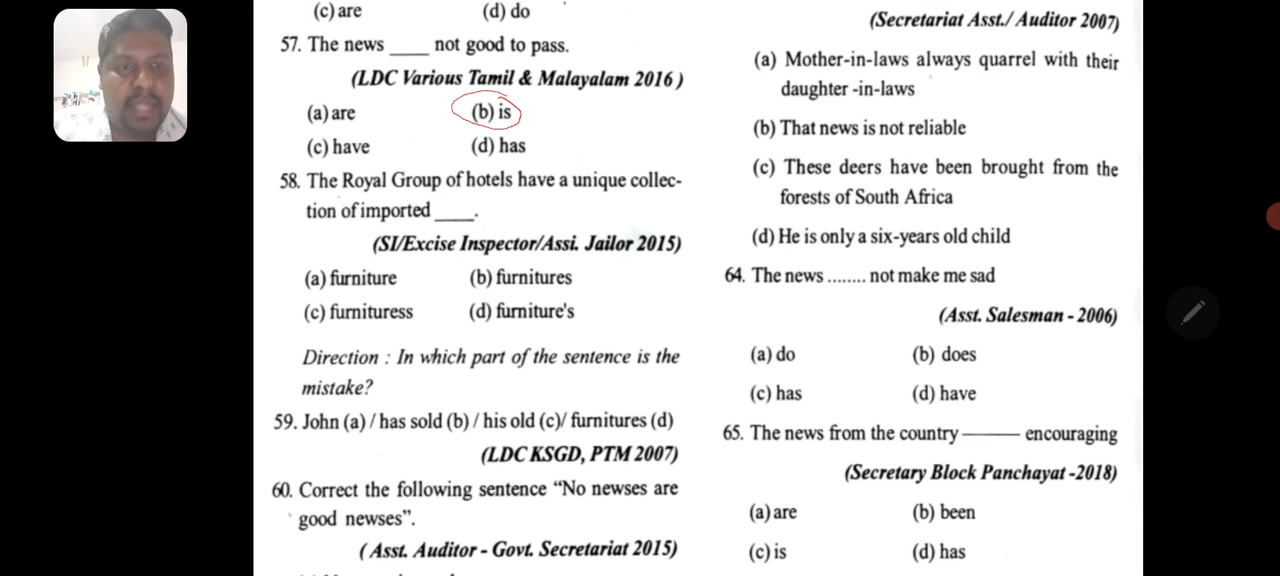 (c) are (d) do
57. The news ____ not good to pass.
(LDC Various Tamil & Malayalam 2016 )
(a) are (b) is
(c) have (d) has
58. The Royal Group of hotels have a unique collec-
tion of imported ____.
(SI/Excise Inspector/Assi. Jailor 2015)
(a) furniture (b) furnitures
(c) furnituress (d) furniture's
Direction : In which part of the sentence is the
mistake?
59. John (a) / has sold (b) / his old (c)/ furnitures (d)
(LDC KSGD, PTM 2007)
60. Correct the following sentence “No newses are
good newses”.
( Asst. Auditor - Govt. Secretariat 2015)
(Secretariat Asst./ Auditor 2007)
(a) Mother-in-laws always quarrel with their
daughter -in-laws
(b) That news is not reliable
(c) These deers have been brought from the
forests of South Africa
(d) He is only a six-years old child
64. The news ........ not make me sad
(Asst. Salesman - 2006)
(a) do (b) does
(c) has (d) have
65. The news from the country ——— encouraging
(Secretary Block Panchayat -2018)
(a) are (b) been
(c) is (d) has